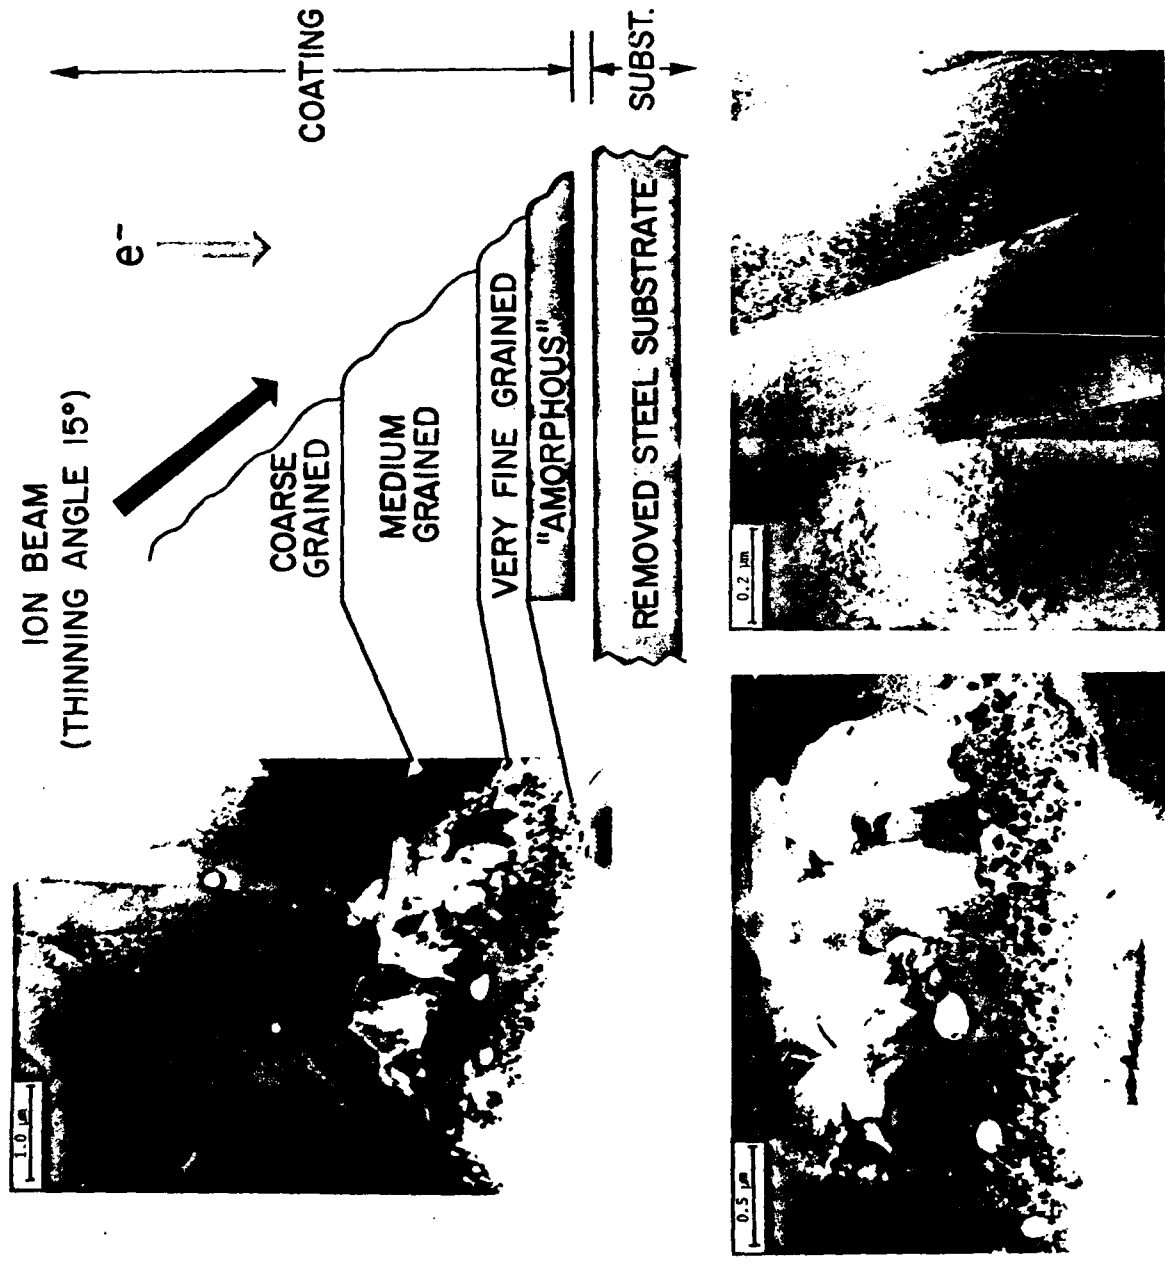 ION BEAM
(THINNING ANGLE 15°)
e⁻
COATING
SUBST.
COARSE
GRAINED
MEDIUM
GRAINED
VERY FINE GRAINED
"AMORPHOUS"
REMOVED STEEL SUBSTRATE
1.0 µm
0.5 µm
0.2 µm